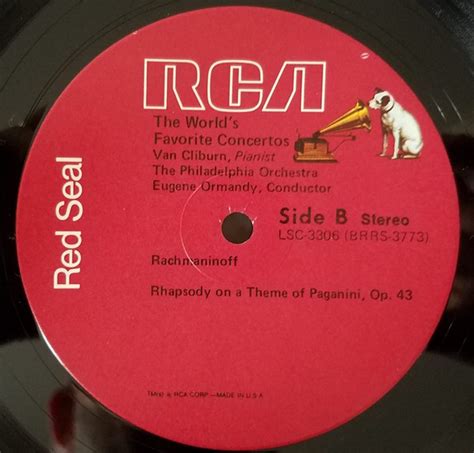 RCA
The World's
Favorite Concertos
Van Cliburn, Pianist
The Philadelphia Orchestra
Eugene Ormandy, Conductor
Side B Stereo
LSC-3306 (BRRS-3773)
Red Seal
Rachmaninoff
Rhapsody on a Theme of Paganini, Op. 43
TM(s) ® RCA CORP.—MADE IN U.S.A.